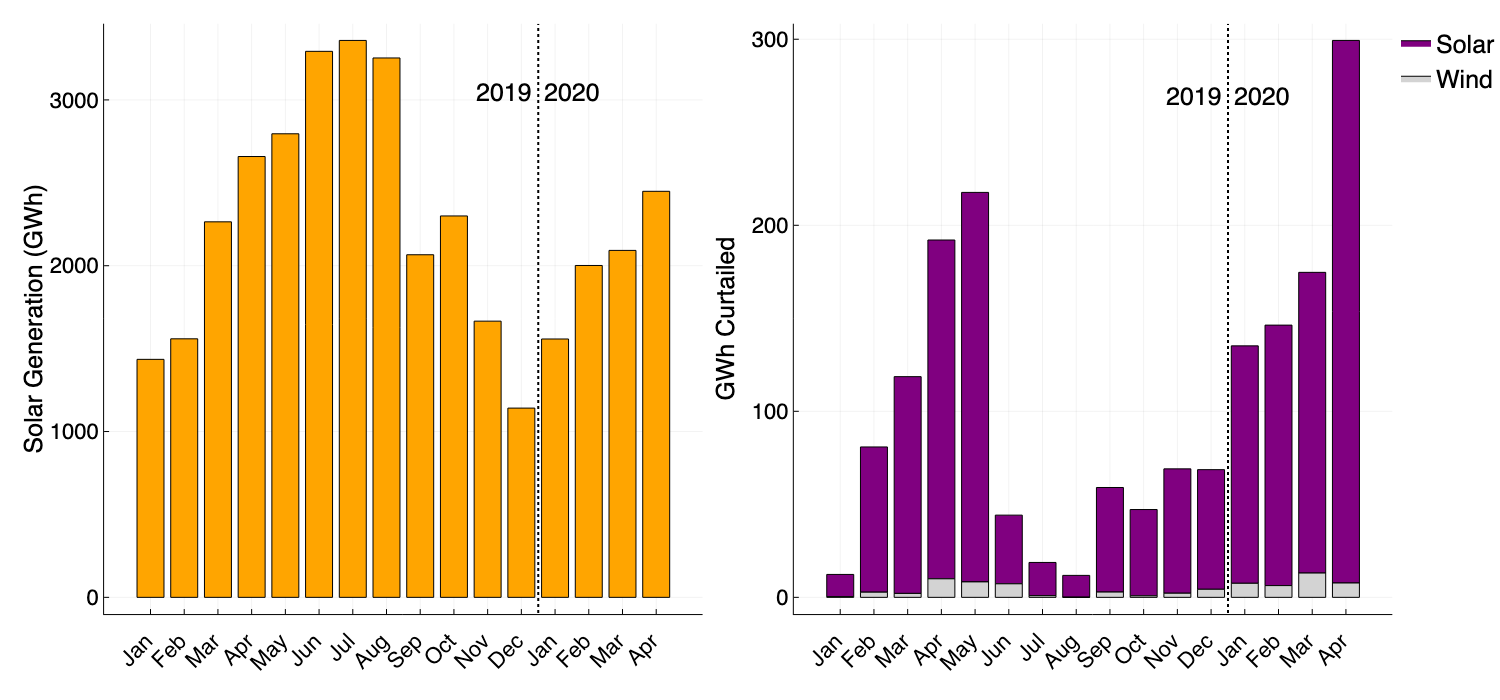 Solar Generation (GWh)
3000
2000
1000
0
2019 2020
Jan Feb Mar Apr May Jun Jul Aug Sep Oct Nov Dec Jan Feb Mar Apr
GWh Curtailed
300
200
100
0
2019 2020
Jan Feb Mar Apr May Jun Jul Aug Sep Oct Nov Dec Jan Feb Mar Apr
Solar
Wind